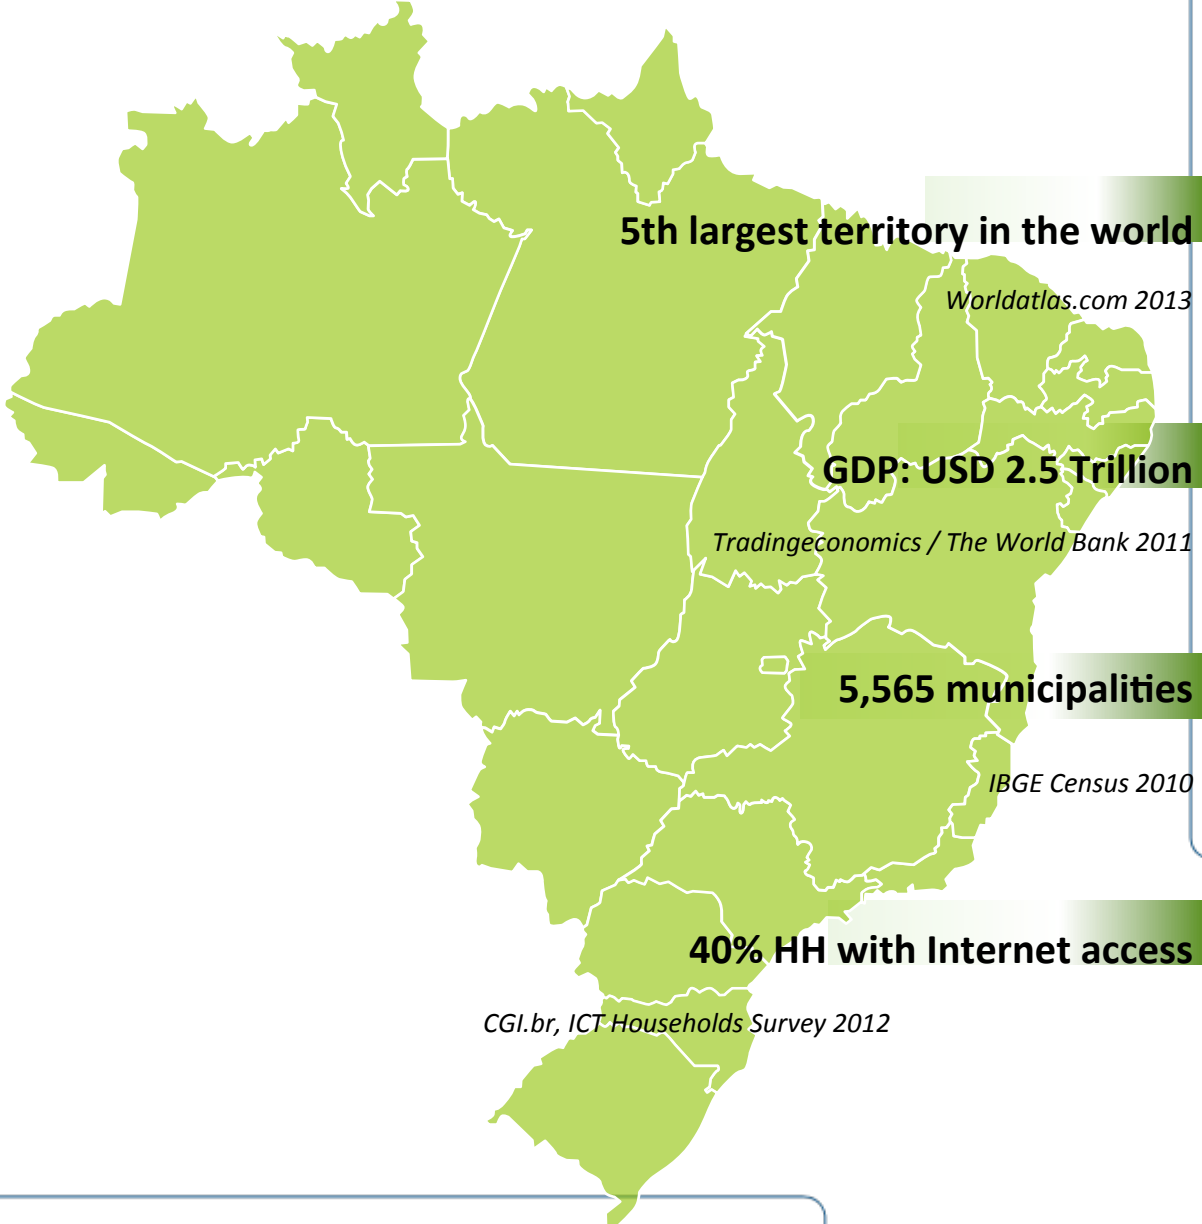 5th largest territory in the world
Worldatlas.com 2013
GDP: USD 2.5 Trillion
Tradingeconomics / The World Bank 2011
5,565 municipalities
IBGE Census 2010
40% HH with Internet access
CGI.br, ICT Households Survey 2012